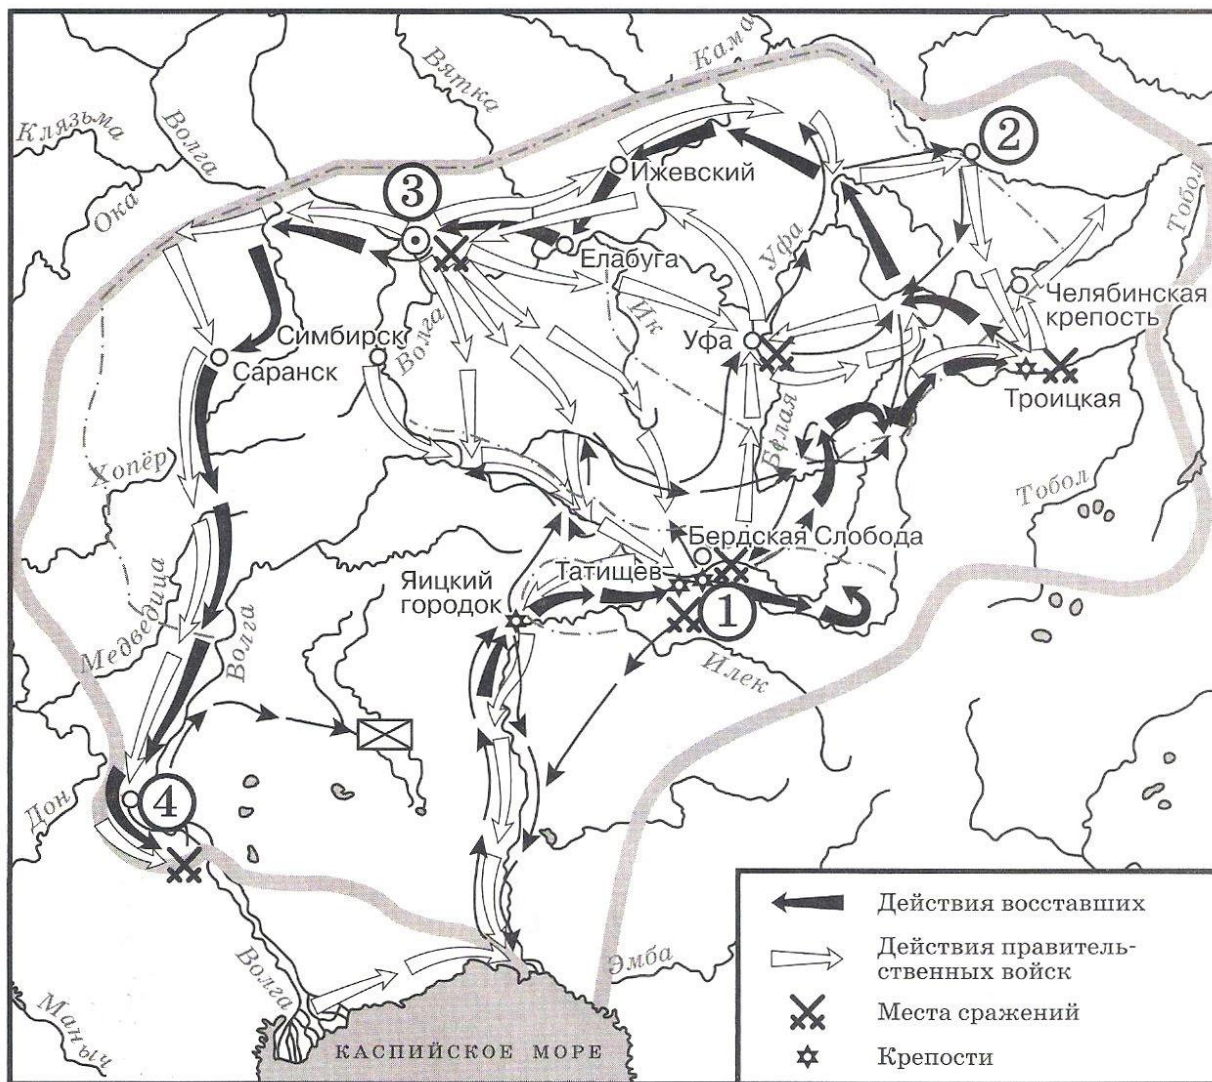 Клязьма
Волга
Вятка
Кама
2
Ока
3
Ижевский
Тобол
Елабуга
Уфа
Ик
Челябинская
крепость
Симбирск
Волга
Уфа
Саранск
Троицкая
Белая
Хопёр
Тобол
Бердская Слобода
Татищев
Яицкий
городок
1
Медведица
Волга
Илек
Дон
4
Эмба
Волга
Маныч
КАСПИЙСКОЕ МОРЕ
Действия восставших
Действия правитель-
ственных войск
Места сражений
Крепости